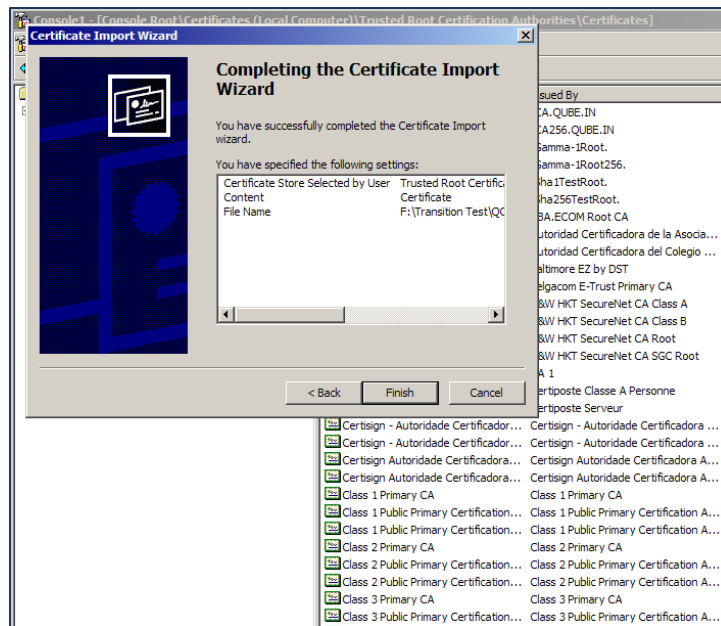 Console1 - [Console Root\Certificates (Local Computer)\Trusted Root Certification Authorities\Certificates]
Certificate Import Wizard
Completing the Certificate Import
Wizard
You have successfully completed the Certificate Import
wizard.
You have specified the following settings:
Certificate Store Selected by User Trusted Root Certific
Content Certificate
File Name F:\Transition Test\QC
< Back Finish Cancel
sued By
CA.QUBE.IN
CA256.QUBE.IN
Gamma-1Root.
Gamma-1Root256.
Sha1TestRoot.
Sha256TestRoot.
BA.ECOM Root CA
utoridad Certificadora de la Asocia...
utoridad Certificadora del Colegio ...
altimore EZ by DST
elgacom E-Trust Primary CA
&W HKT SecureNet CA Class A
&W HKT SecureNet CA Class B
&W HKT SecureNet CA Root
&W HKT SecureNet CA SGC Root
A 1
ertiposte Classe A Personne
ertiposte Serveur
Certisign - Autoridade Certificador... Certisign - Autoridade Certificadora ...
Certisign - Autoridade Certificador... Certisign - Autoridade Certificadora ...
Certisign Autoridade Certificadora... Certisign Autoridade Certificadora A...
Certisign Autoridade Certificadora... Certisign Autoridade Certificadora A...
Class 1 Primary CA Class 1 Primary CA
Class 1 Public Primary Certification... Class 1 Public Primary Certification A...
Class 1 Public Primary Certification... Class 1 Public Primary Certification A...
Class 2 Primary CA Class 2 Primary CA
Class 2 Public Primary Certification... Class 2 Public Primary Certification A...
Class 2 Public Primary Certification... Class 2 Public Primary Certification A...
Class 3 Primary CA Class 3 Primary CA
Class 3 Public Primary Certification... Class 3 Public Primary Certification A...